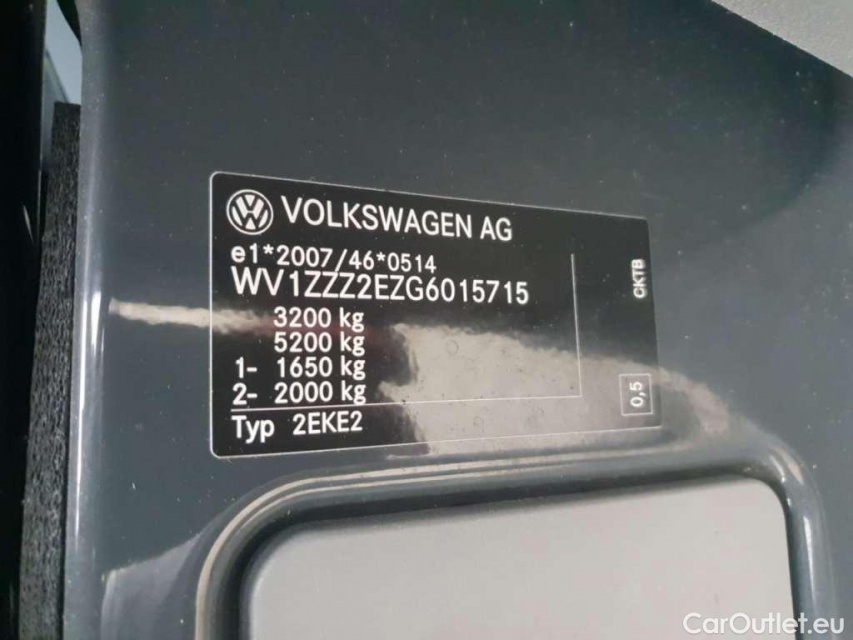 VOLKSWAGEN AG
e1*2007/46*0514
WV1ZZZ2EZG6015715
3200 kg
5200 kg
1- 1650 kg
2- 2000 kg
Typ 2EKE2
CKTB
0,5
CarOutlet.eu